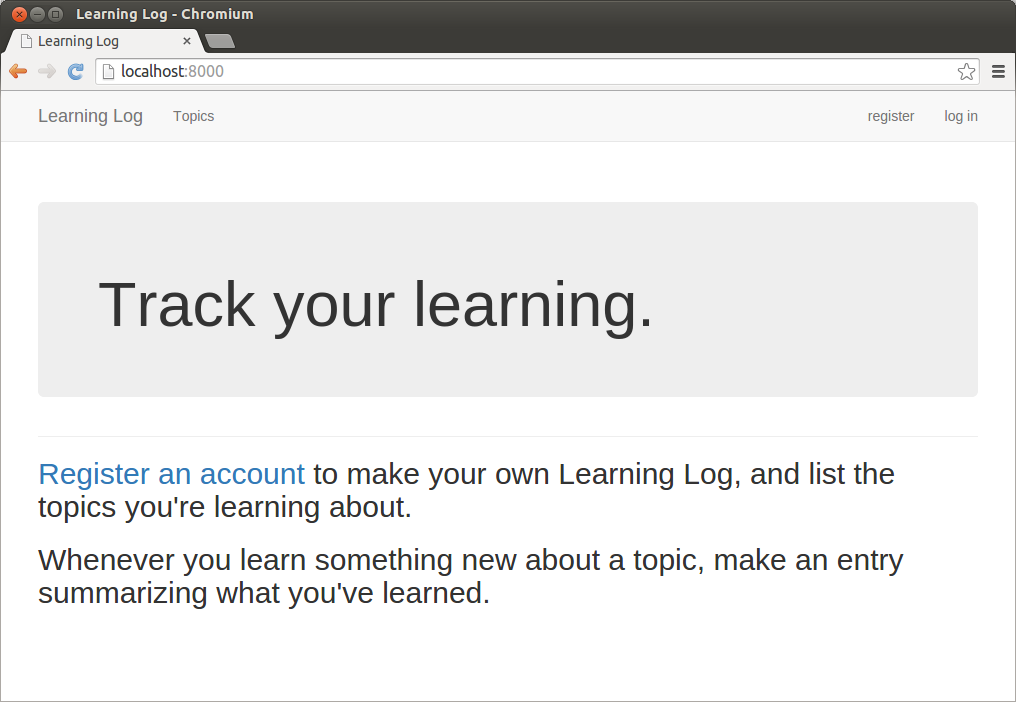 Learning Log - Chromium
Learning Log
localhost:8000
Learning Log Topics register log in
Track your learning.
Register an account to make your own Learning Log, and list the
topics you're learning about.
Whenever you learn something new about a topic, make an entry
summarizing what you've learned.